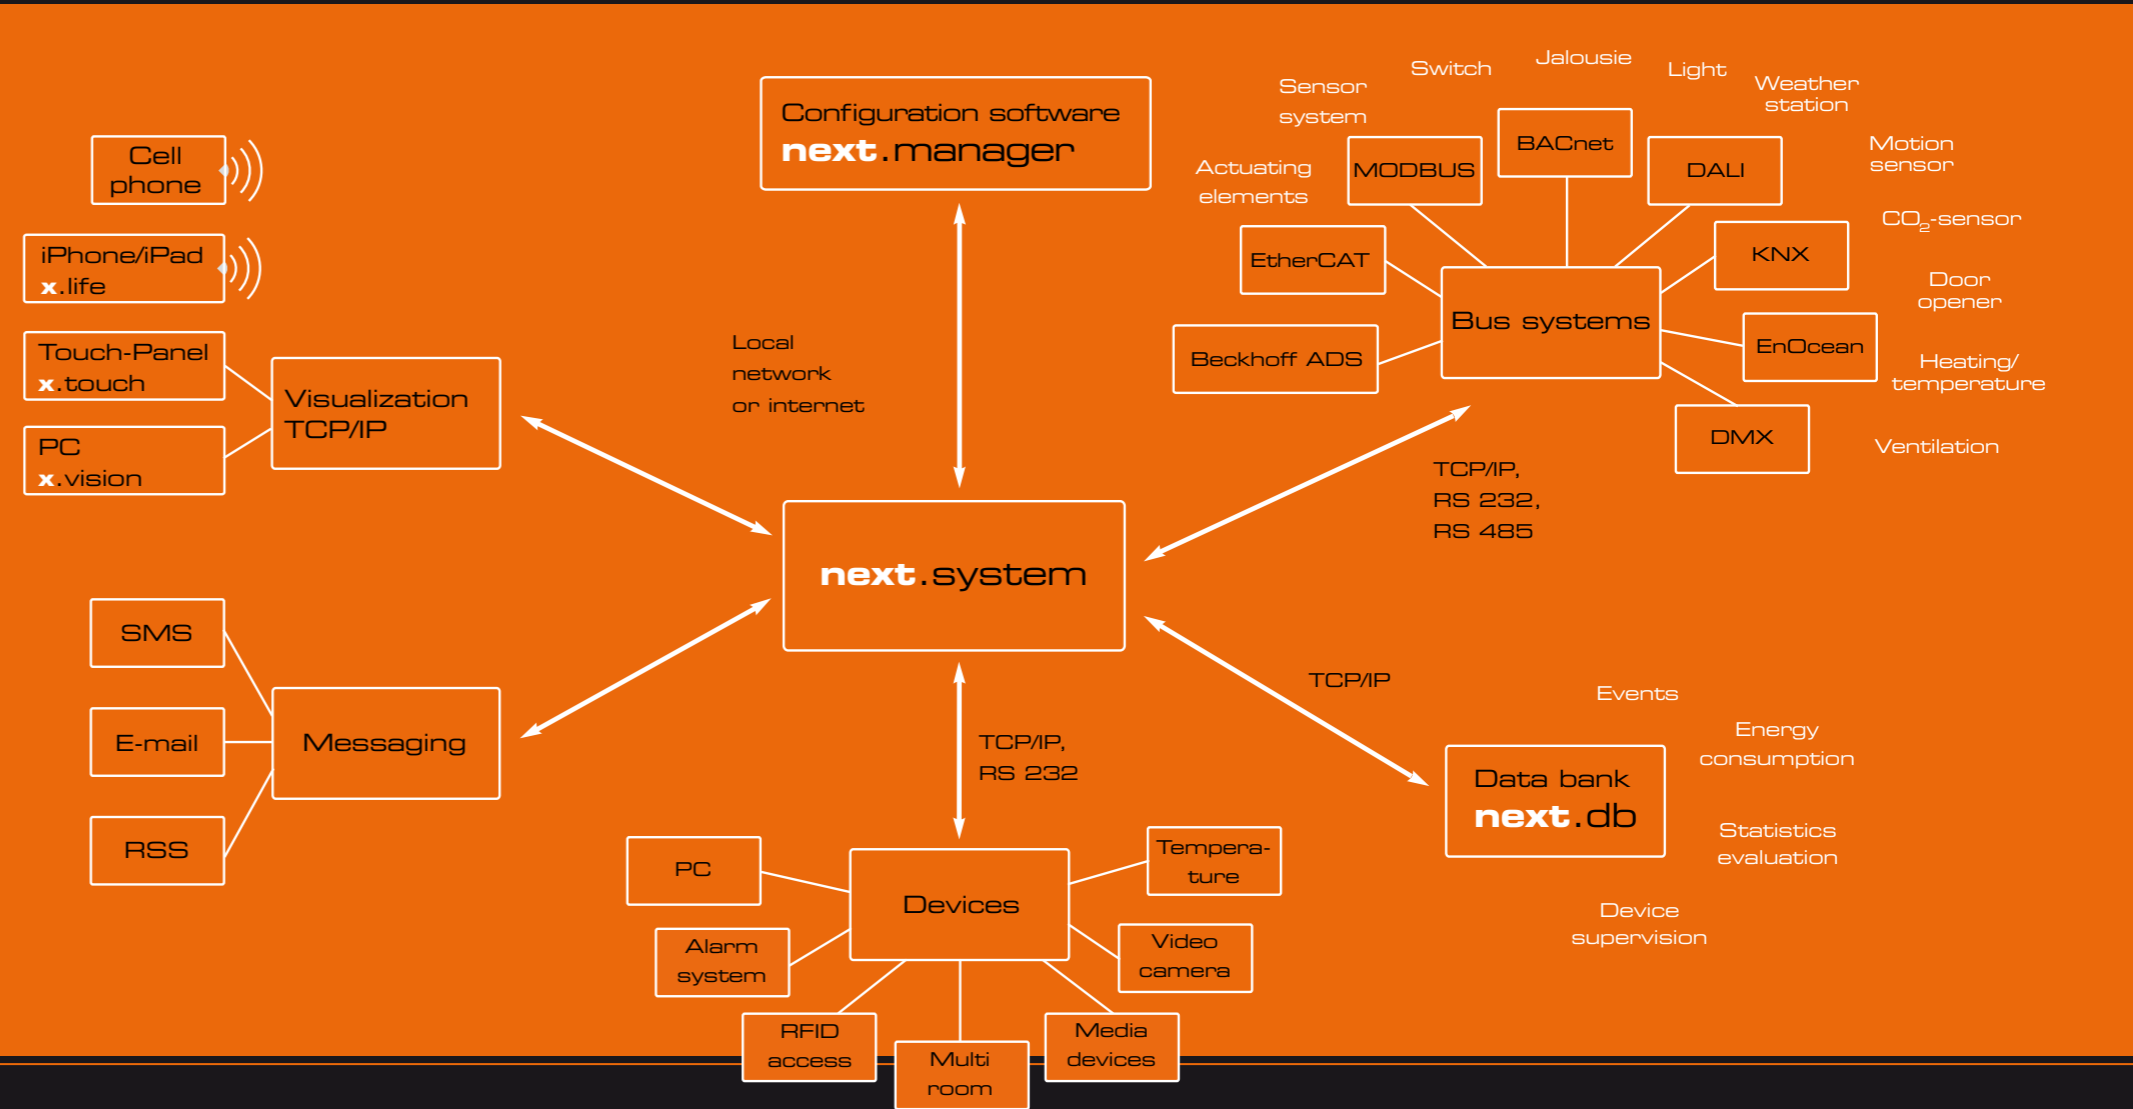 Configuration software
next.manager
Cell
phone
iPhone/iPad
x.life
Touch-Panel
x.touch
PC
x.vision
Visualization
TCP/IP
Local
network
or internet
Sensor
system
Switch
Jalousie
Light
Weather
station
Motion
sensor
CO2-sensor
Door
opener
Heating/
temperature
Ventilation
Actuating
elements
MODBUS
BACnet
DALI
KNX
EtherCAT
EnOcean
Beckhoff ADS
DMX
Bus systems
TCP/IP,
RS 232,
RS 485
next.system
SMS
E-mail
RSS
Messaging
TCP/IP,
RS 232
TCP/IP
Events
Energy
consumption
Data bank
next.db
Statistics
evaluation
Device
supervision
Devices
PC
Alarm
system
RFID
access
Multi
room
Media
devices
Video
camera
Tempera-
ture